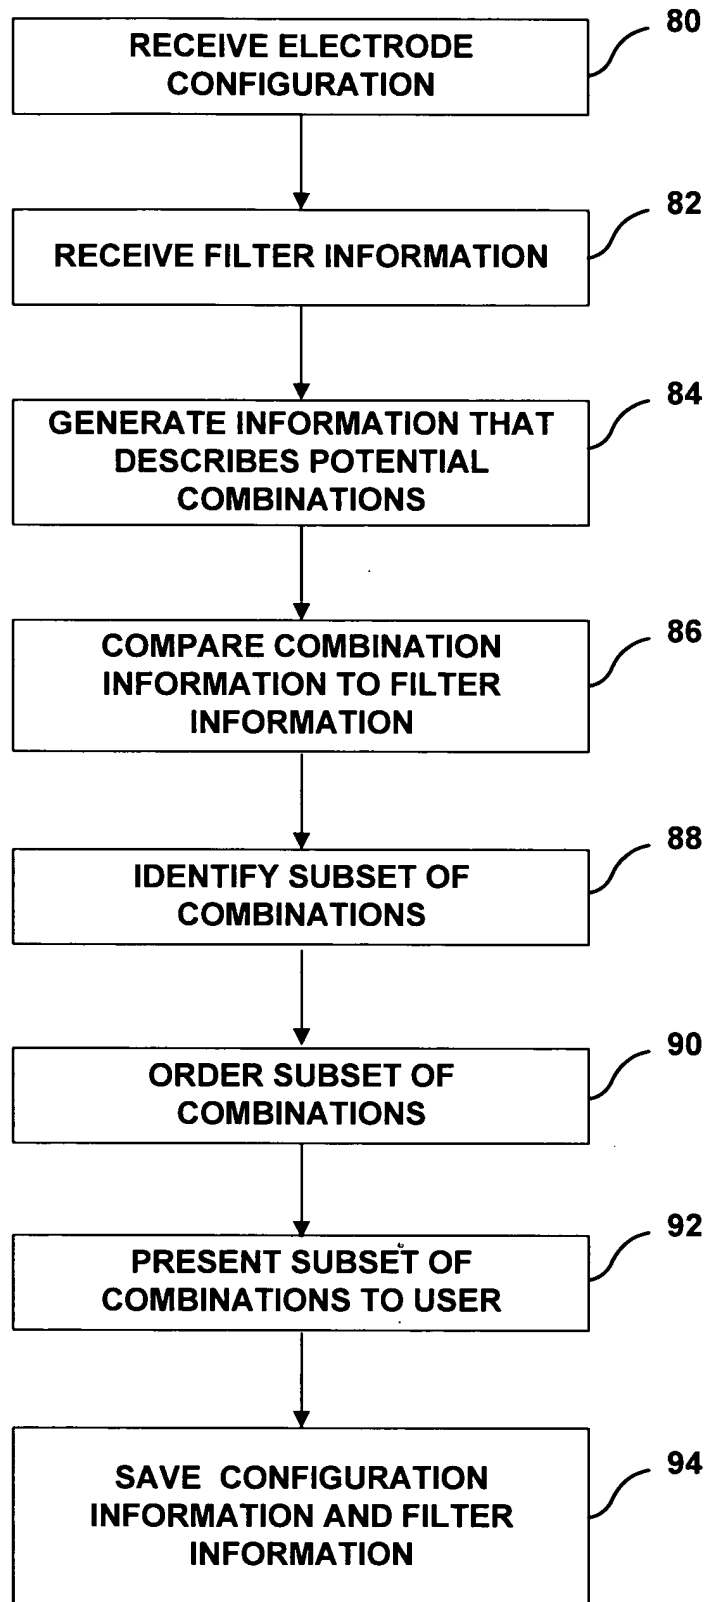 80
RECEIVE ELECTRODE
CONFIGURATION
82
RECEIVE FILTER INFORMATION
84
GENERATE INFORMATION THAT
DESCRIBES POTENTIAL
COMBINATIONS
86
COMPARE COMBINATION
INFORMATION TO FILTER
INFORMATION
88
IDENTIFY SUBSET OF
COMBINATIONS
90
ORDER SUBSET OF
COMBINATIONS
92
PRESENT SUBSET OF
COMBINATIONS TO USER
94
SAVE CONFIGURATION
INFORMATION AND FILTER
INFORMATION